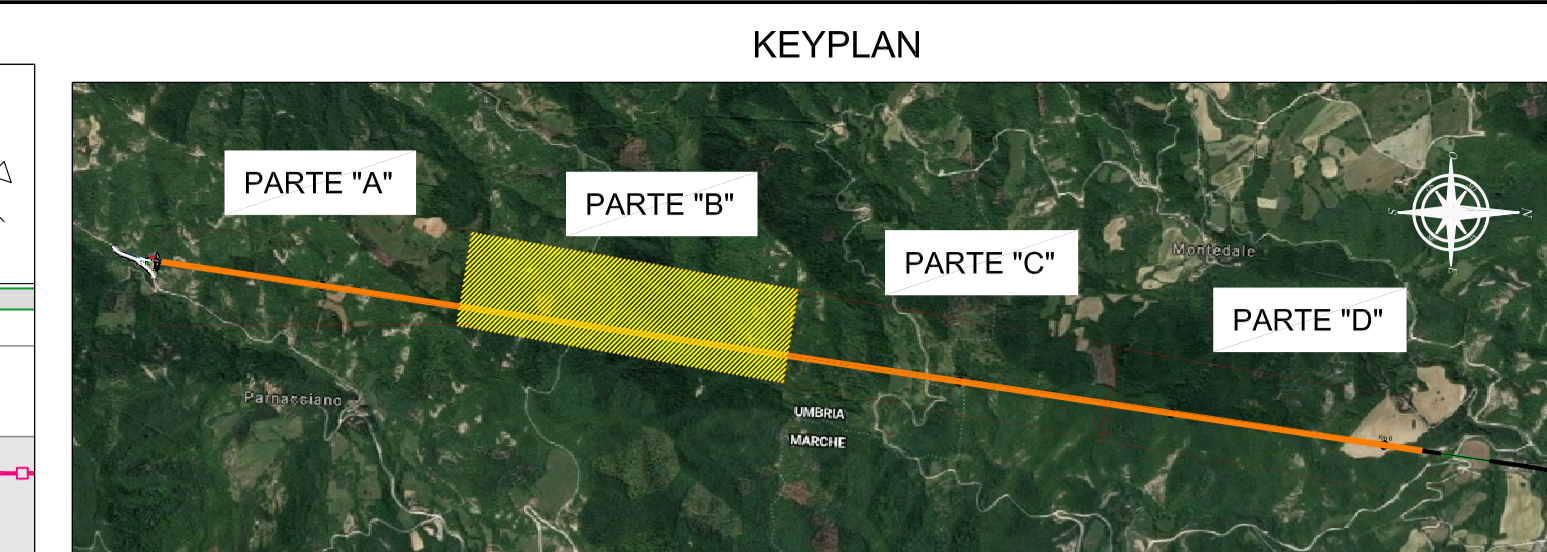 KEYPLAN
PARTE "A"
PARTE "B"
PARTE "C"
PARTE "D"
Montedale
Parnacciano
UMBRIA
MARCHE
O
S
N
E